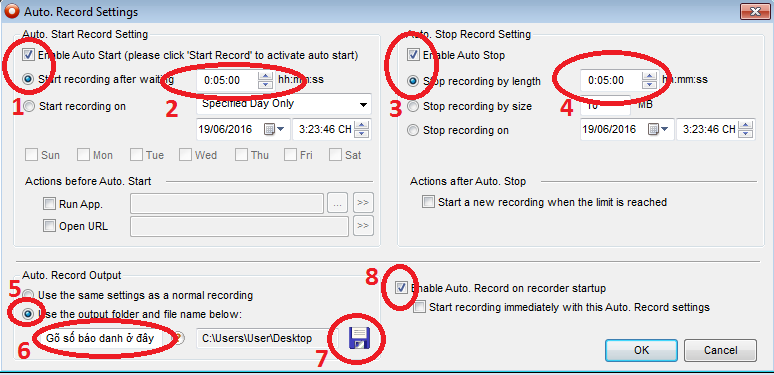 Auto. Record Settings
Auto. Start Record Setting
Enable Auto Start (please click 'Start Record' to activate auto start)
Start recording after waiting 0:05:00 hh:mm:ss
1
2
Start recording on Specified Day Only
19/06/2016 3:23:46 CH
Sun Mon Tue Wed Thu Fri Sat
Actions before Auto. Start
Run App. ... >>
Open URL >>
Auto. Stop Record Setting
Enable Auto Stop
Stop recording by length 0:05:00 hh:mm:ss
3
4
Stop recording by size 10 MB
Stop recording on 19/06/2016 3:23:46 CH
Actions after Auto. Stop
Start a new recording when the limit is reached
Auto. Record Output
5
Use the same settings as a normal recording
Use the output folder and file name below:
6
Gõ số báo danh ở đây ? C:\Users\User\Desktop
7
8
Enable Auto. Record on recorder startup
Start recording immediately with this Auto. Record settings
OK Cancel